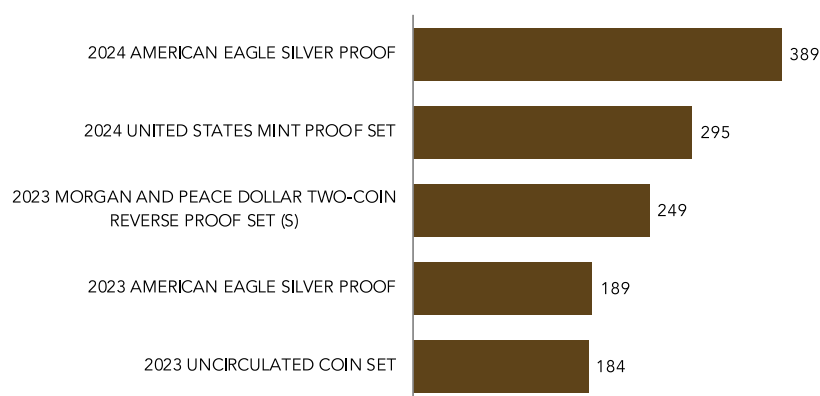 2024 AMERICAN EAGLE SILVER PROOF
389
2024 UNITED STATES MINT PROOF SET
295
2023 MORGAN AND PEACE DOLLAR TWO-COIN
REVERSE PROOF SET (S)
249
2023 AMERICAN EAGLE SILVER PROOF
189
2023 UNCIRCULATED COIN SET
184